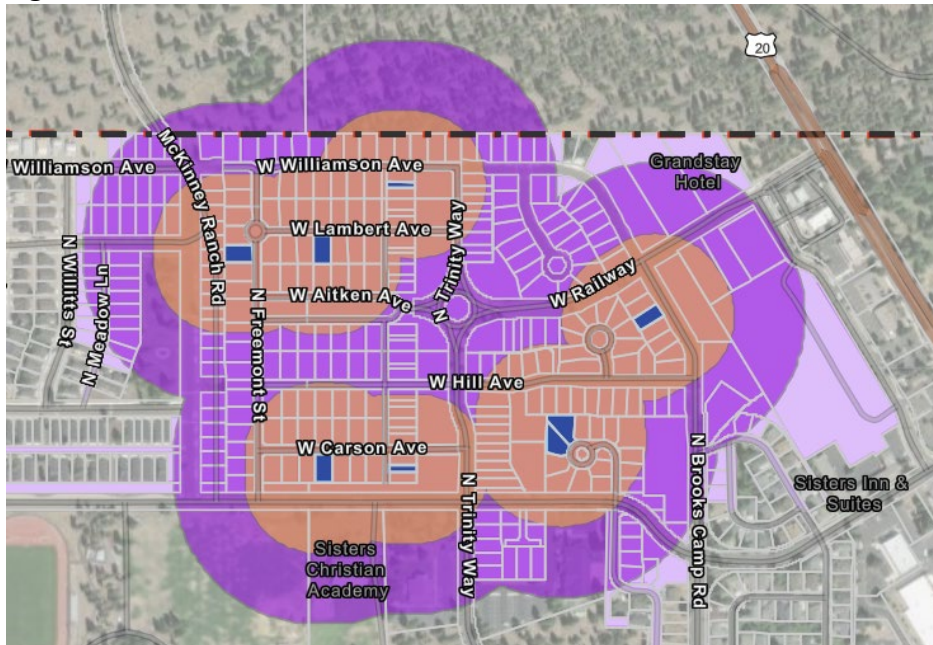 20
Grandstay
Hotel
Williamson Ave
W Williamson Ave
McKinney Ranch Rd
W Lambert Ave
N Trinity Way
N Willitts St
N Meadow Ln
W Aitken Ave
W Railway
N Freemont St
W Hill Ave
W Carson Ave
N Brooks Camp Rd
Sisters Inn &
Suites
N Trinity Way
Sisters
Christian
Academy